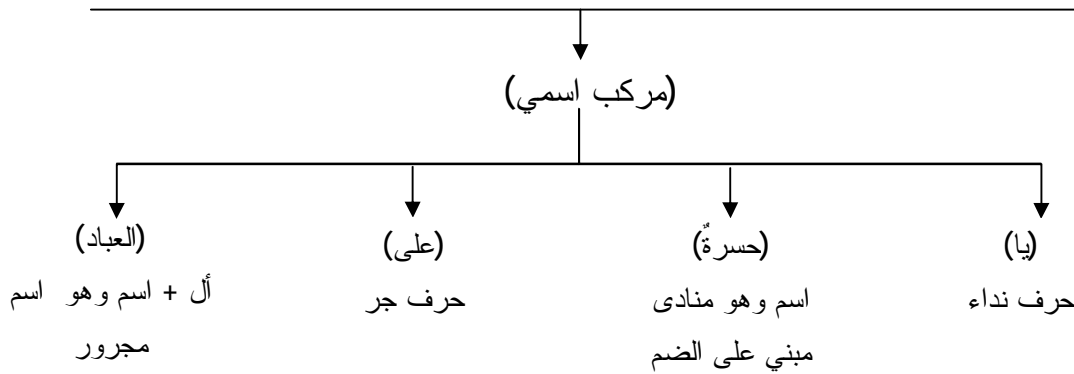 (مركب اسمي)
(يا) (حسرةٌ) (على) (العباد)
حرف نداء اسم وهو منادى حرف جر أل + اسم وهو اسم
مبني على الضم مجرور